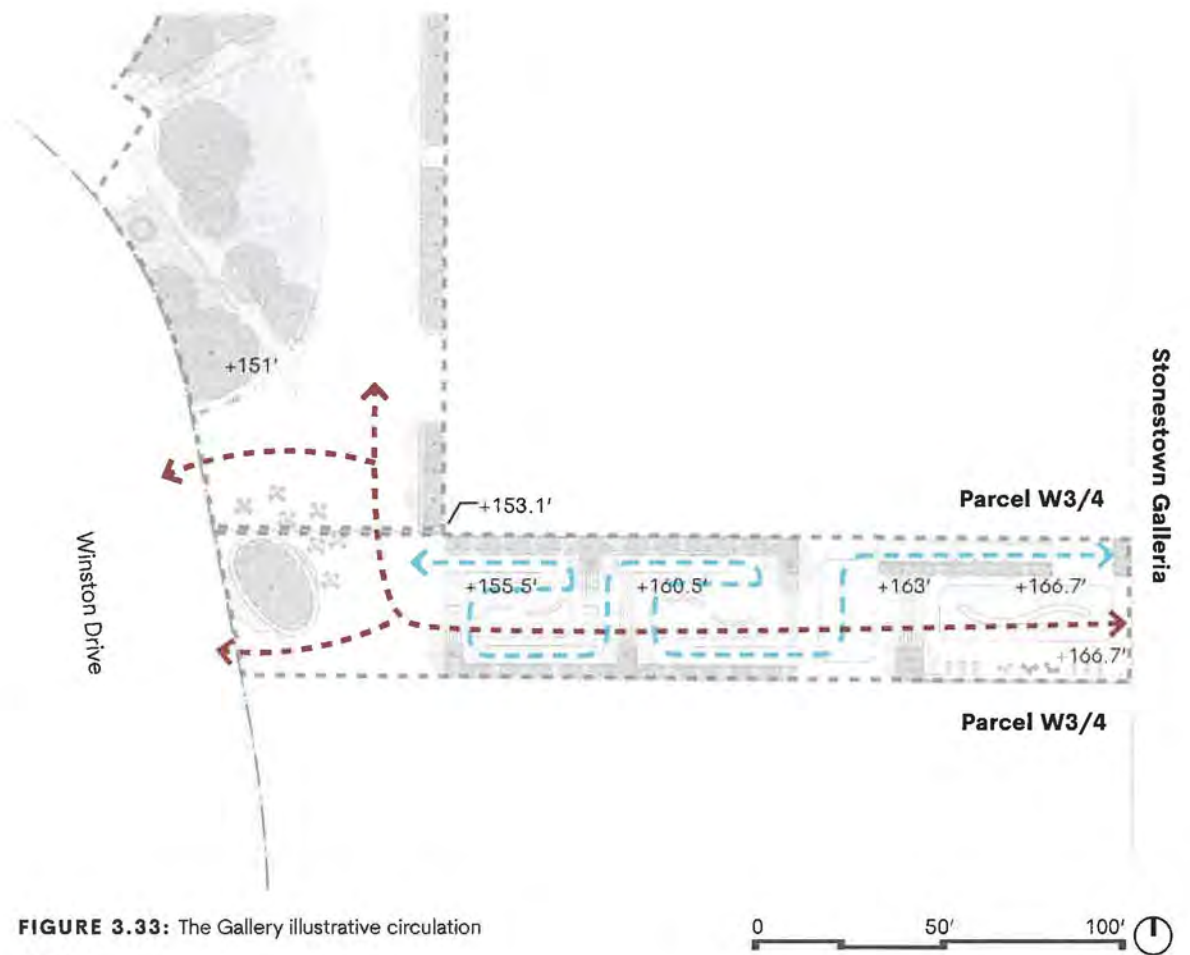 +151'
Stonestown Galleria
+153.1'
Parcel W3/4
Winston Drive
+155.5'
+160.5'
+163'
+166.7'
+166.7'
Parcel W3/4
FIGURE 3.33: The Gallery illustrative circulation
0
50'
100'